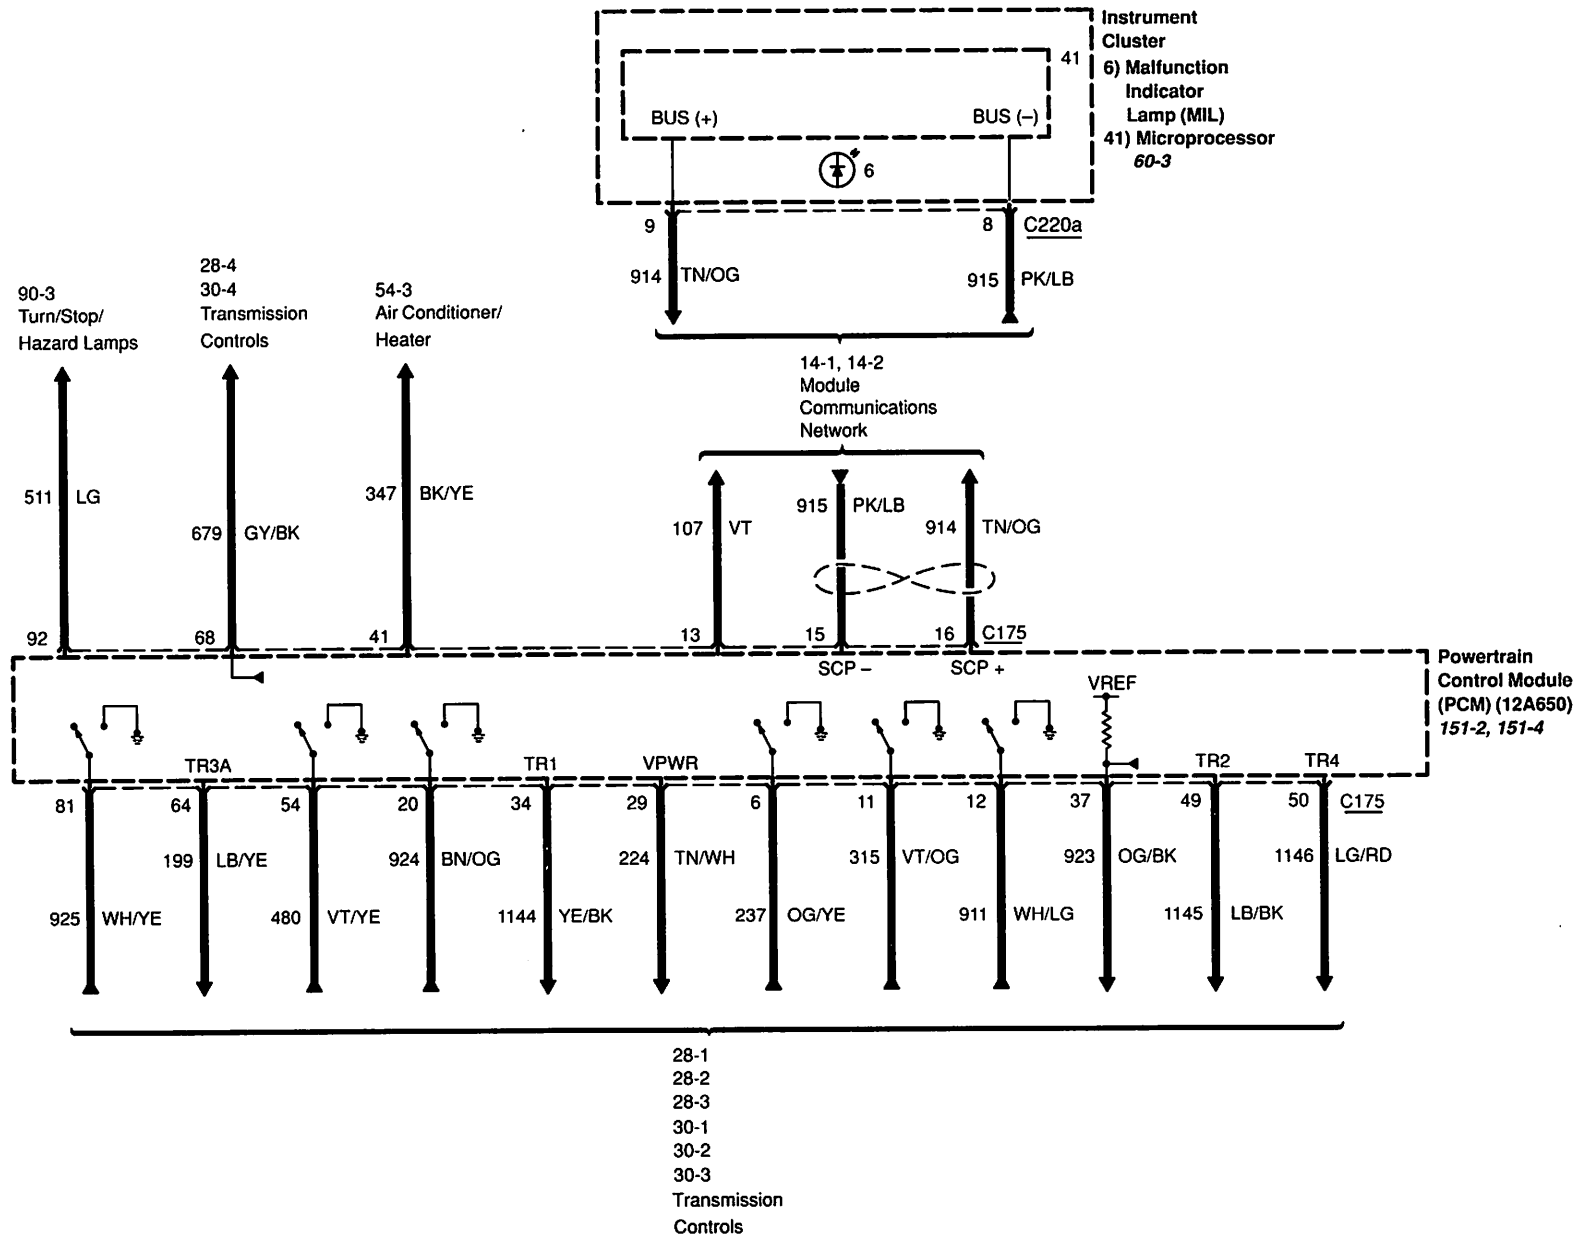 Instrument
Cluster
6) Malfunction
Indicator
Lamp (MIL)
41) Microprocessor
60-3
41
BUS (+)
BUS (–)
6
9
8
C220a
914
TN/OG
915
PK/LB
14-1, 14-2
Module
Communications
Network
90-3
Turn/Stop/
Hazard Lamps
28-4
30-4
Transmission
Controls
54-3
Air Conditioner/
Heater
511
LG
679
GY/BK
347
BK/YE
107
VT
915
PK/LB
914
TN/OG
92
68
41
13
15
16
C175
SCP –
SCP +
Powertrain
Control Module
(PCM) (12A650)
151-2, 151-4
VREF
TR3A
TR1
VPWR
TR2
TR4
81
64
54
20
34
29
6
11
12
37
49
50
C175
925
WH/YE
199
LB/YE
480
VT/YE
924
BN/OG
1144
YE/BK
224
TN/WH
237
OG/YE
315
VT/OG
911
WH/LG
923
OG/BK
1145
LB/BK
1146
LG/RD
28-1
28-2
28-3
30-1
30-2
30-3
Transmission
Controls